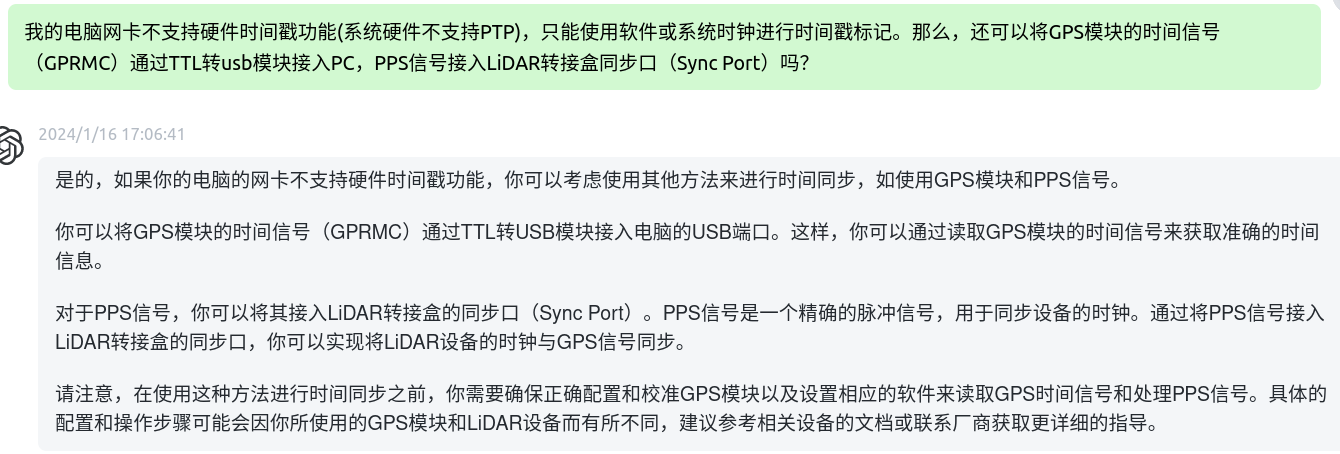 我的电脑网卡不支持硬件时间戳功能(系统硬件不支持PTP)，只能使用软件或系统时钟进行时间戳标记。那么，还可以将GPS模块的时间信号
（GPRMC）通过TTL转usb模块接入PC，PPS信号接入LiDAR转接盒同步口（Sync Port）吗？
2024/1/16 17:06:41
是的，如果你的电脑的网卡不支持硬件时间戳功能，你可以考虑使用其他方法来进行时间同步，如使用GPS模块和PPS信号。
你可以将GPS模块的时间信号（GPRMC）通过TTL转USB模块接入电脑的USB端口。这样，你可以通过读取GPS模块的时间信号来获取准确的时间
信息。
对于PPS信号，你可以将其接入LiDAR转接盒的同步口（Sync Port）。PPS信号是一个精确的脉冲信号，用于同步设备的时钟。通过将PPS信号接入
LiDAR转接盒的同步口，你可以实现将LiDAR设备的时钟与GPS信号同步。
请注意，在使用这种方法进行时间同步之前，你需要确保正确配置和校准GPS模块以及设置相应的软件来读取GPS时间信号和处理PPS信号。具体的
配置和操作步骤可能会因你所使用的GPS模块和LiDAR设备而有所不同，建议参考相关设备的文档或联系厂商获取更详细的指导。